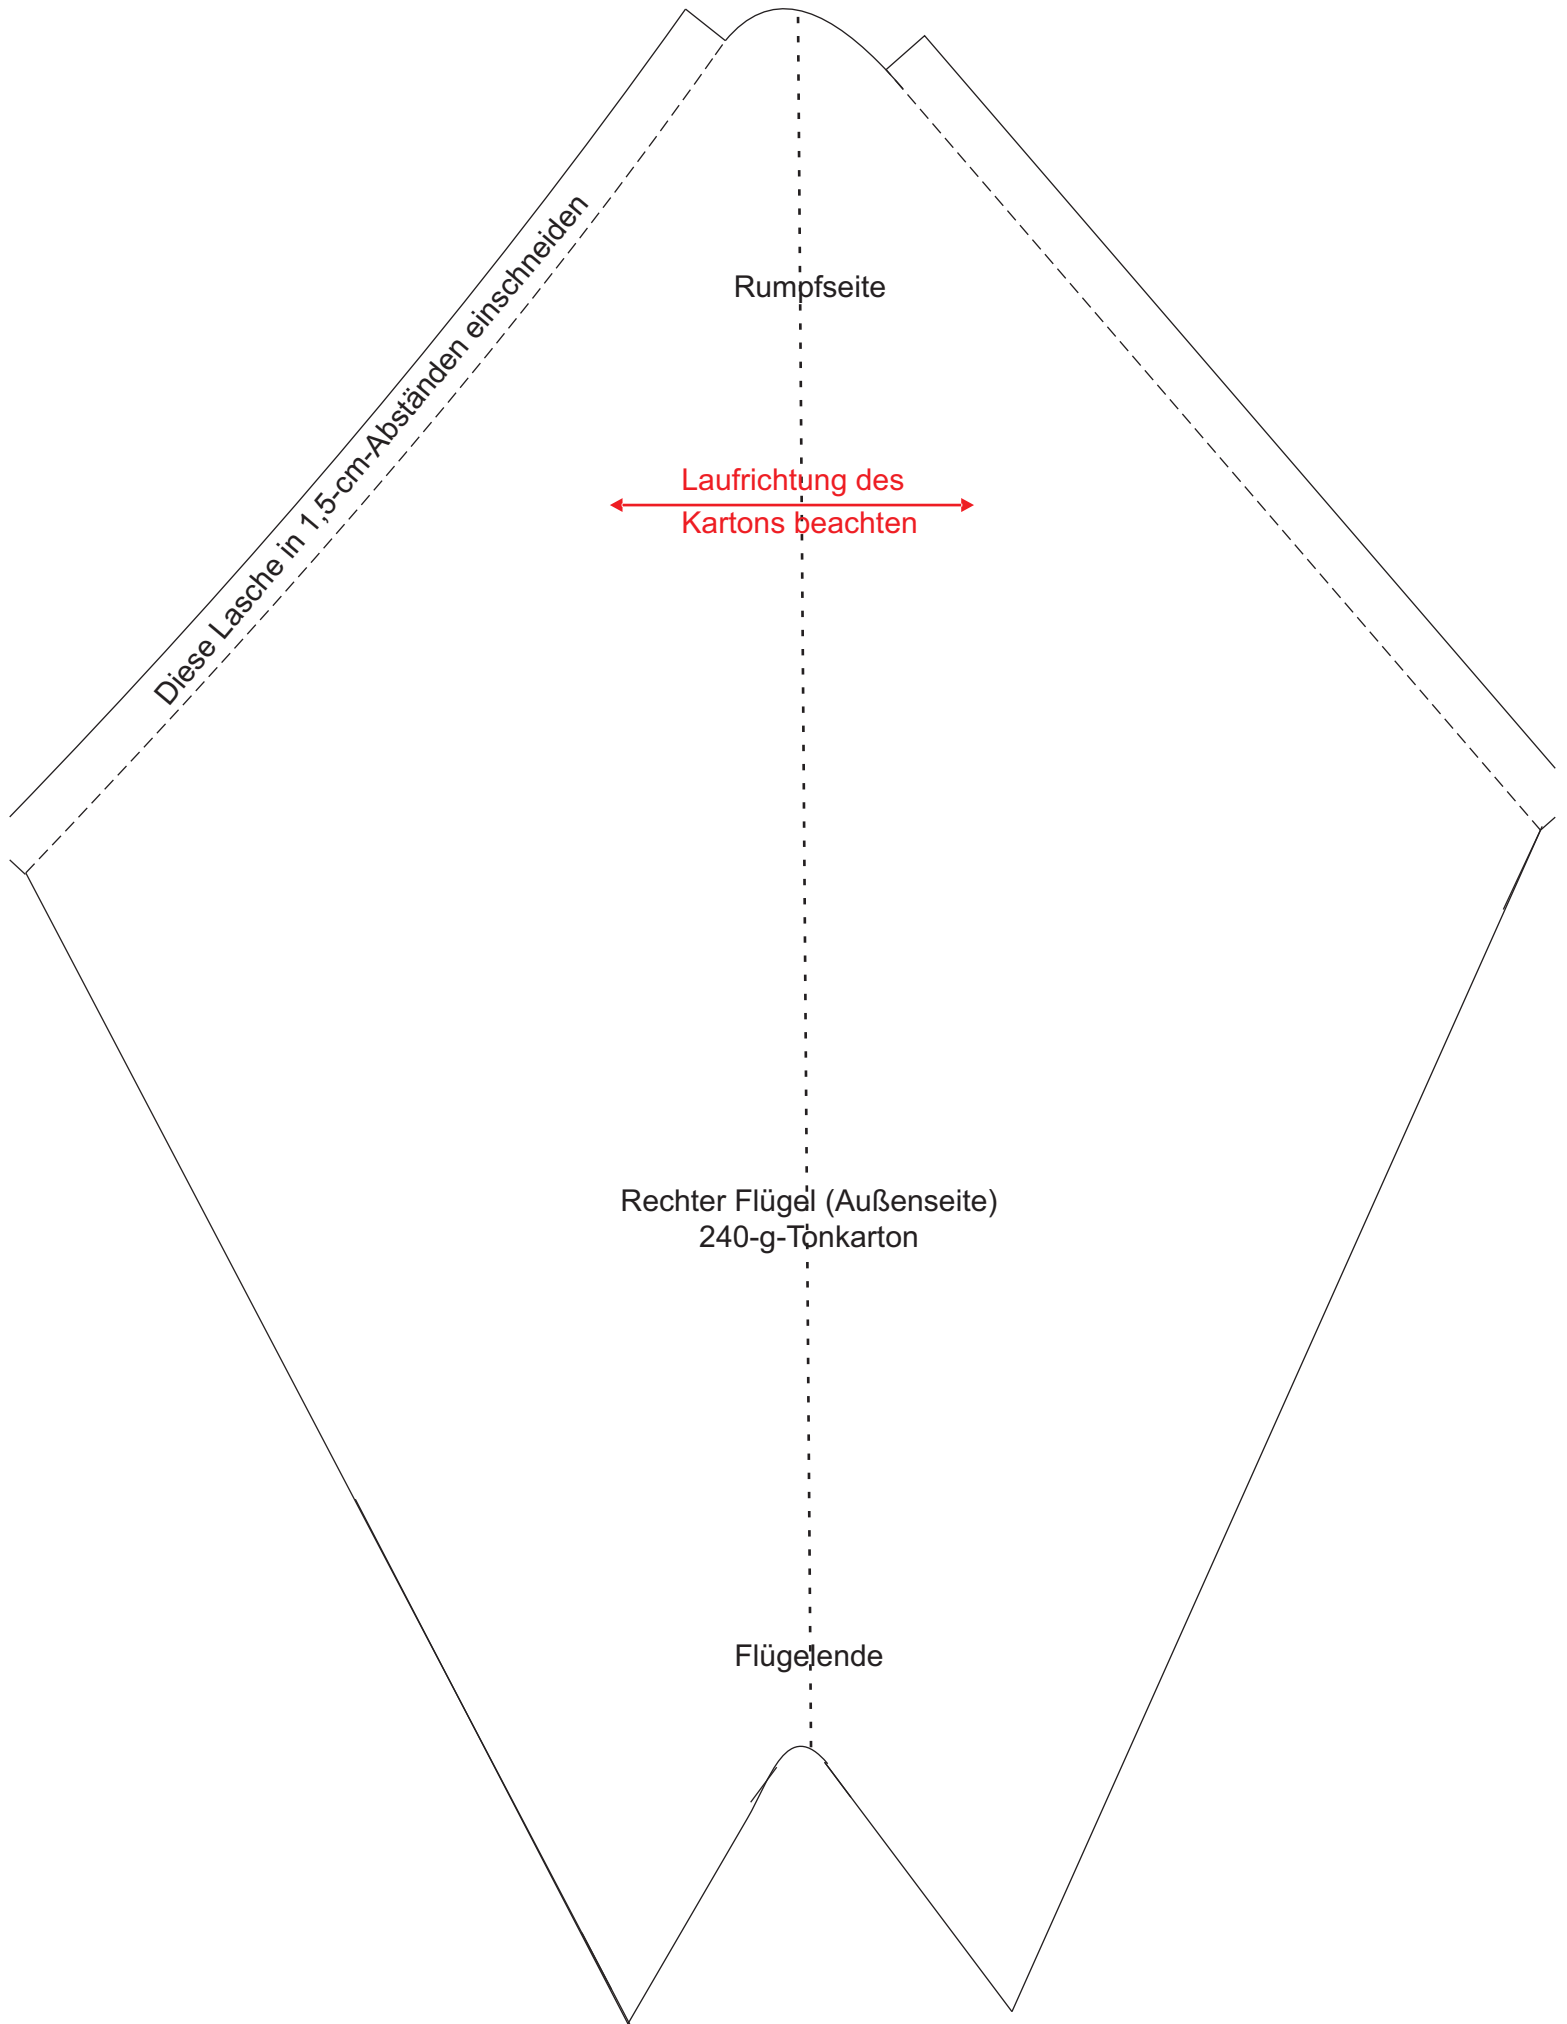 Diese Lasche in 1,5-cm-Abständen einschneiden
Rumpfseite
Laufrichtung des
Kartons beachten
Rechter Flügel (Außenseite)
240-g-Tonkarton
Flügelende